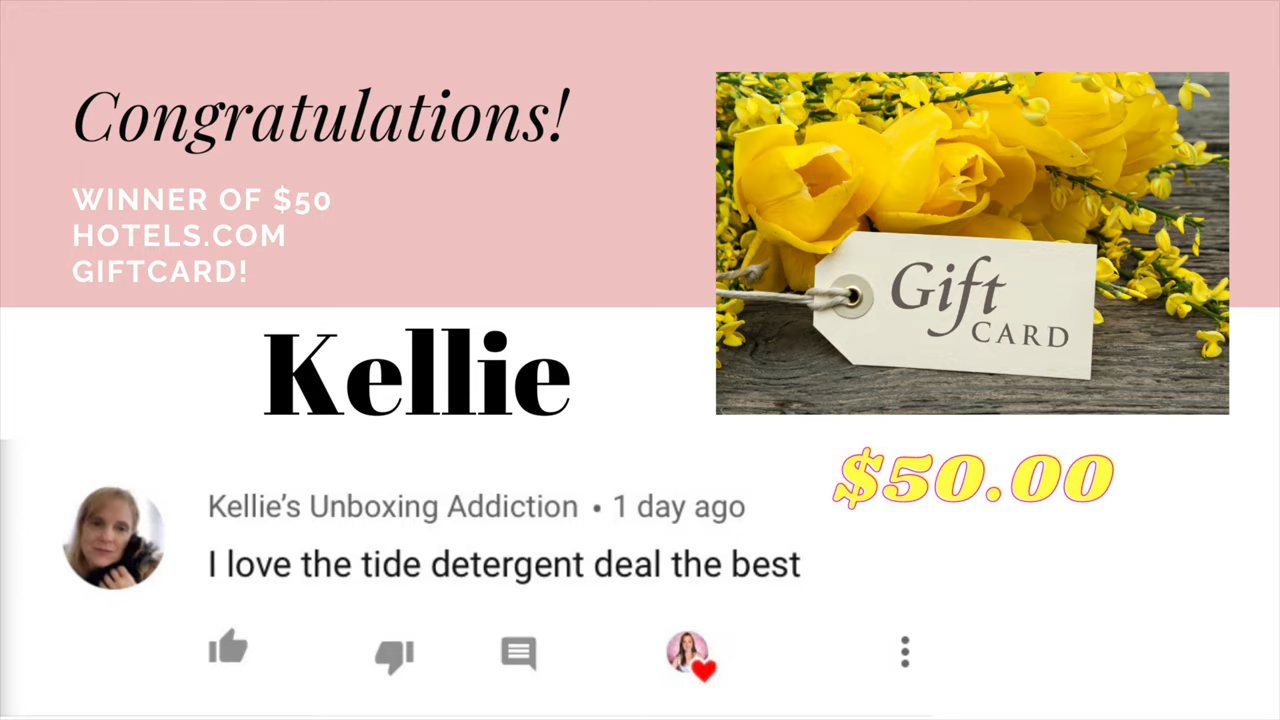 Congratulations!
WINNER OF $50
HOTELS.COM
GIFTCARD!
Gift
CARD
Kellie
$50.00
Kellie’s Unboxing Addiction • 1 day ago
I love the tide detergent deal the best